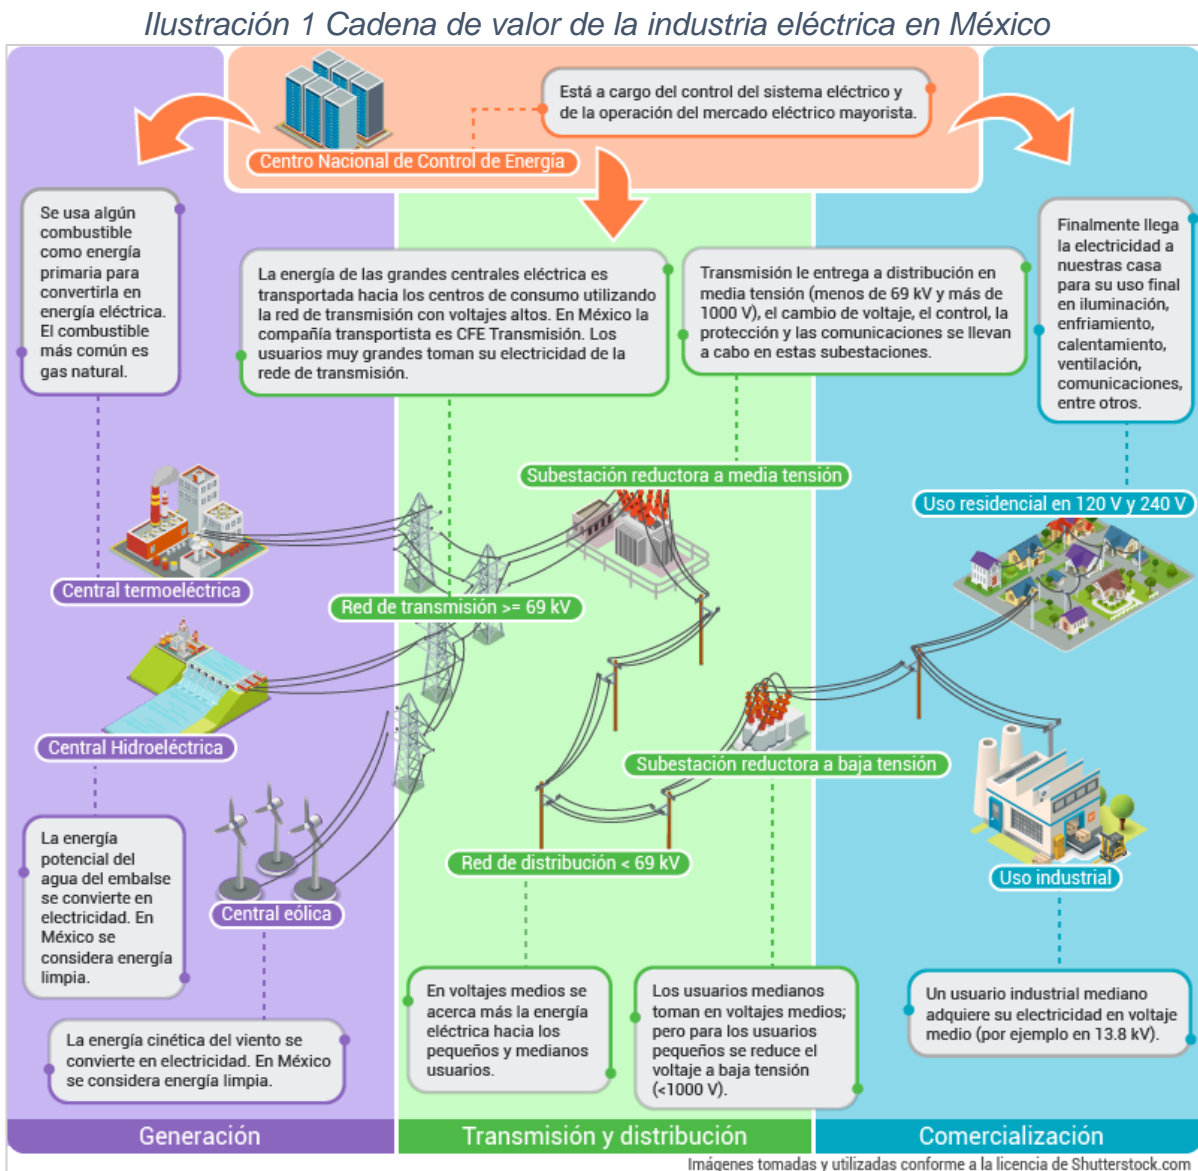 Ilustración 1 Cadena de valor de la industria eléctrica en México
Está a cargo del control del sistema eléctrico y
de la operación del mercado eléctrico mayorista.
Centro Nacional de Control de Energía
Se usa algún
combustible
como energía
primaria para
convertirla en
energía eléctrica.
El combustible
más común es
gas natural.
La energía de las grandes centrales eléctrica es
transportada hacia los centros de consumo utilizando
la red de transmisión con voltajes altos. En México la
compañía transportista es CFE Transmisión. Los
usuarios muy grandes toman su electricidad de la
rede de transmisión.
Transmisión le entrega a distribución en
media tensión (menos de 69 kV y más de
1000 V), el cambio de voltaje, el control, la
protección y las comunicaciones se llevan
a cabo en estas subestaciones.
Finalmente llega
la electricidad a
nuestras casa
para su uso final
en iluminación,
enfriamiento,
calentamiento,
ventilación,
comunicaciones,
entre otros.
Subestación reductora a media tensión
Uso residencial en 120 V y 240 V
Central termoeléctrica
Red de transmisión >= 69 kV
Central Hidroeléctrica
Subestación reductora a baja tensión
Red de distribución < 69 kV
Uso industrial
La energía
potencial del
agua del embalse
se convierte en
electricidad. En
México se
considera energía
limpia.
Central eólica
En voltajes medios se
acerca más la energía
eléctrica hacia los
pequeños y medianos
usuarios.
Los usuarios medianos
toman en voltajes medios;
pero para los usuarios
pequeños se reduce el
voltaje a baja tensión
(<1000 V).
Un usuario industrial mediano
adquiere su electricidad en voltaje
medio (por ejemplo en 13.8 kV).
La energía cinética del viento se
convierte en electricidad. En México
se considera energía limpia.
Generación
Transmisión y distribución
Comercialización
Imágenes tomadas y utilizadas conforme a la licencia de Shutterstock.com